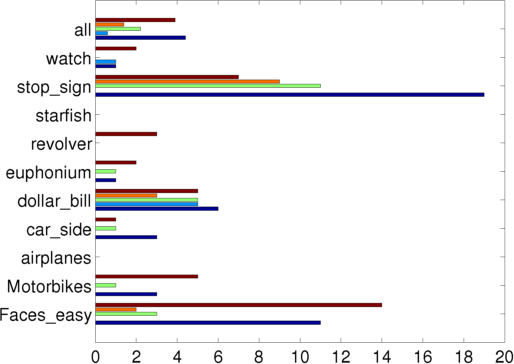 all
watch
stop_sign
starfish
revolver
euphonium
dollar_bill
car_side
airplanes
Motorbikes
Faces_easy
0 2 4 6 8 10 12 14 16 18 20